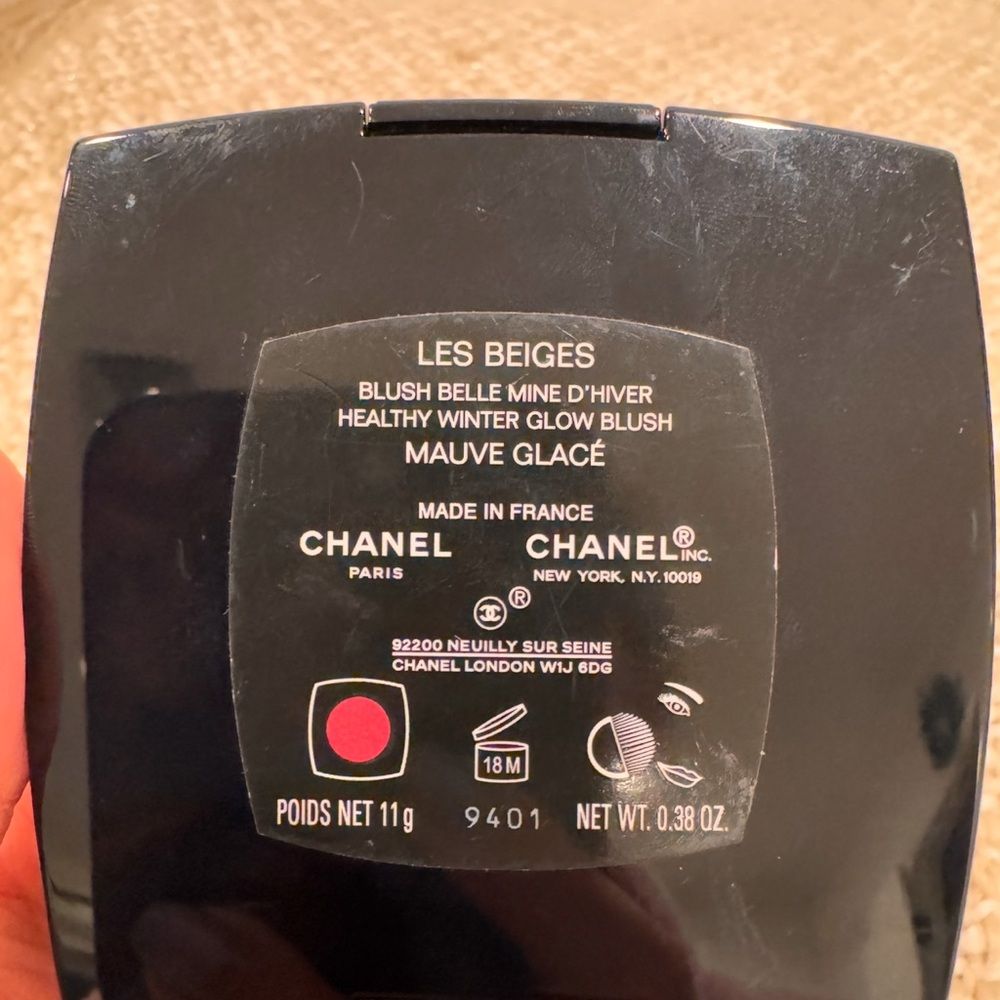 LES BEIGES
BLUSH BELLE MINE D'HIVER
HEALTHY WINTER GLOW BLUSH
MAUVE GLACÉ
MADE IN FRANCE
CHANEL CHANEL® INC.
PARIS NEW YORK, N.Y. 10019
®
92200 NEUILLY SUR SEINE
CHANEL LONDON W1J 6DG
18 M
POIDS NET 11 g 9401 NET WT. 0.38 OZ.